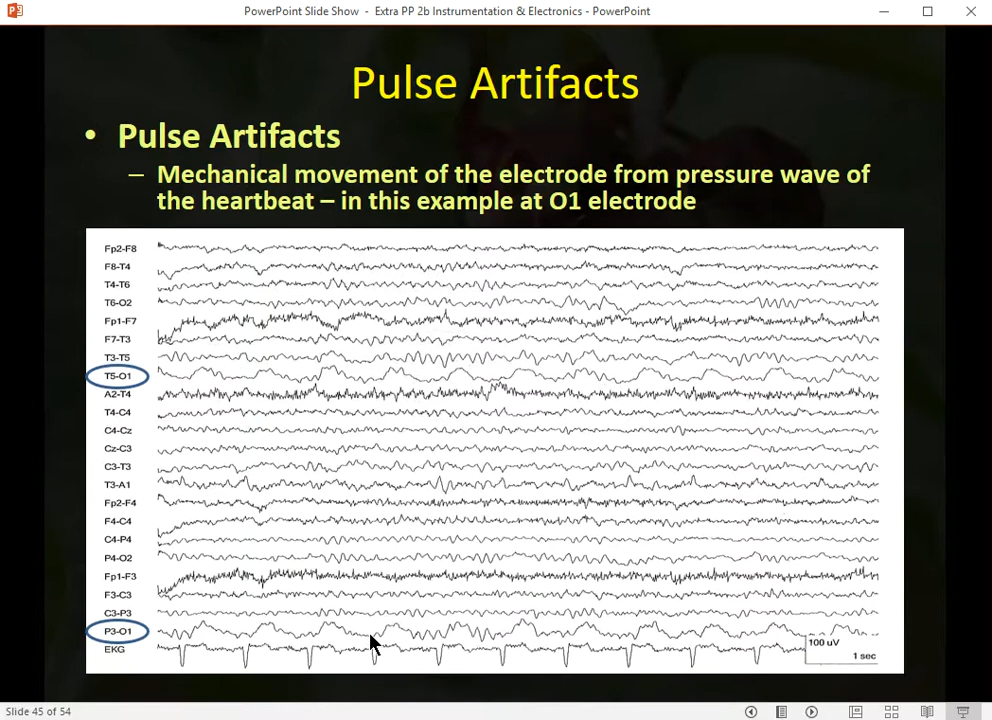 PowerPoint Slide Show - Extra PP 2b Instrumentation & Electronics - PowerPoint
Pulse Artifacts
• Pulse Artifacts
– Mechanical movement of the electrode from pressure wave of
the heartbeat – in this example at O1 electrode
Fp2-F8
F8-T4
T4-T6
T6-O2
Fp1-F7
F7-T3
T3-T5
T5-O1
A2-T4
T4-C4
C4-Cz
Cz-C3
C3-T3
T3-A1
Fp2-F4
F4-C4
C4-P4
P4-O2
Fp1-F3
F3-C3
C3-P3
P3-O1
EKG
100 uV
1 sec
Slide 45 of 54